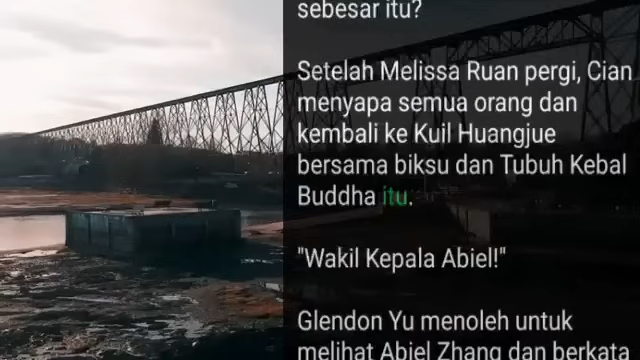 sebesar itu?
Setelah Melissa Ruan pergi, Cian
menyapa semua orang dan
kembali ke Kuil Huangjue
bersama biksu dan Tubuh Kebal
Buddha itu.
"Wakil Kepala Abiel!"
Glendon Yu menoleh untuk
melihat Abiel Zhang dan berkata